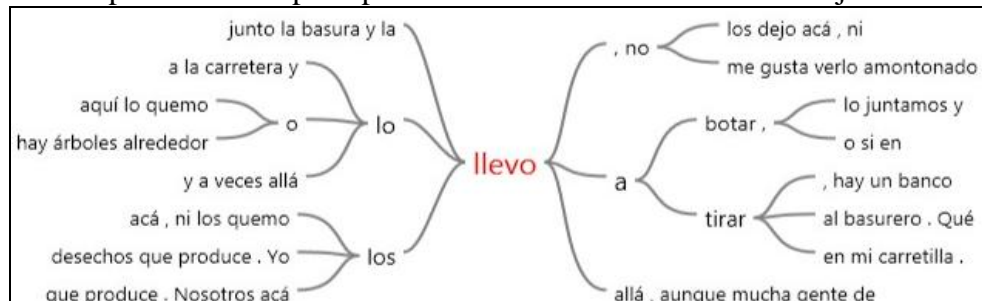 junto la basura y la
a la carretera y
aquí lo quemo
hay árboles alrededor
o
y a veces allá
lo
acá , ni los quemo
desechos que produce . Yo
que produce . Nosotros acá
los
llevo
, no
los dejo acá , ni
me gusta verlo amontonado
a
botar ,
lo juntamos y
o si en
tirar
, hay un banco
al basurero . Qué
en mi carretilla .
allá , aunque mucha gente de